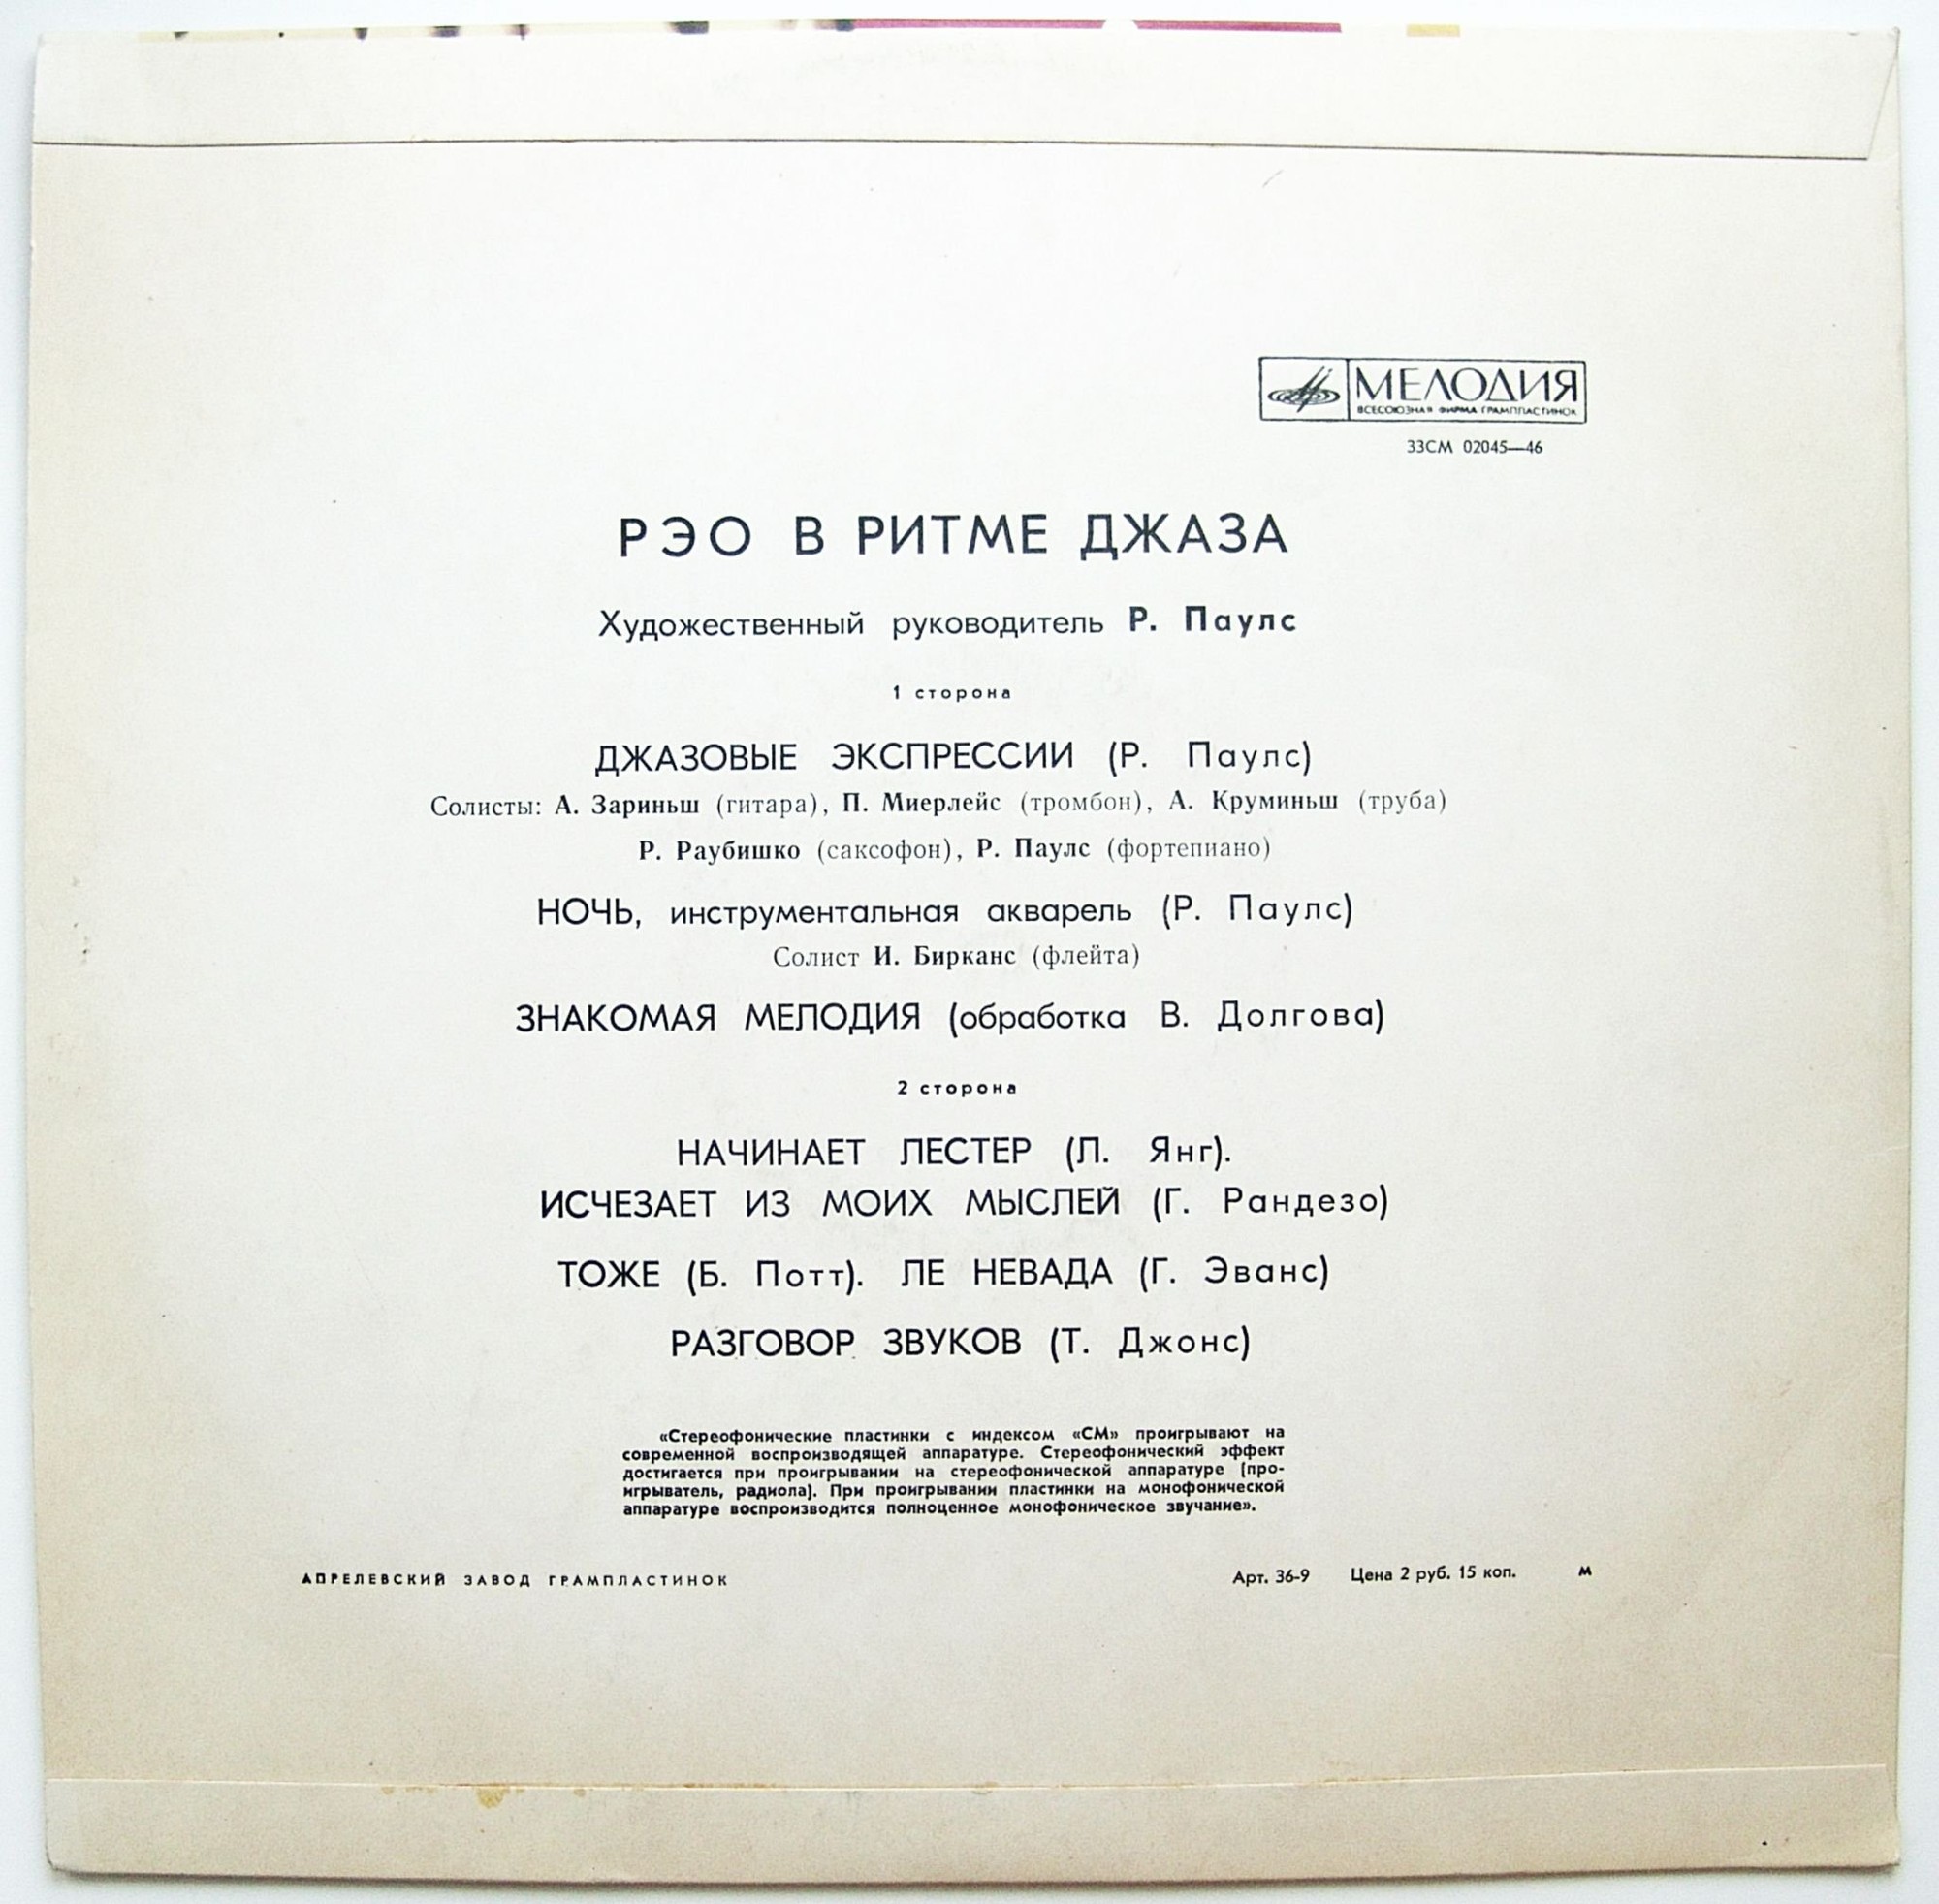 МЕЛОДИЯ
ВСЕСОЮЗНАЯ ФИРМА ГРАМПЛАСТИНОК
33СМ 02045—46
РЭО В РИТМЕ ДЖАЗА
Художественный руководитель Р. Паулс
1 сторона
ДЖАЗОВЫЕ ЭКСПРЕССИИ (Р. Паулс)
Солисты: А. Зариньш (гитара), П. Миерлейс (тромбон), А. Круминьш (труба)
Р. Раубишко (саксофон), Р. Паулс (фортепиано)
НОЧЬ, инструментальная акварель (Р. Паулс)
Солист И. Бирканс (флейта)
ЗНАКОМАЯ МЕЛОДИЯ (обработка В. Долгова)
2 сторона
НАЧИНАЕТ ЛЕСТЕР (Л. Янг).
ИСЧЕЗАЕТ ИЗ МОИХ МЫСЛЕЙ (Г. Рандезо)
ТОЖЕ (Б. Потт). ЛЕ НЕВАДА (Г. Эванс)
РАЗГОВОР ЗВУКОВ (Т. Джонс)
«Стереофонические пластинки с индексом «СМ» проигрывают на
современной воспроизводящей аппаратуре. Стереофонический эффект
достигается при проигрывании на стереофонической аппаратуре (про-
игрыватель, радиола). При проигрывании пластинки на монофонической
аппаратуре воспроизводится полноценное монофоническое звучание».
АПРЕЛЕВСКИЙ ЗАВОД ГРАМПЛАСТИНОК
Арт. 36-9 Цена 2 руб. 15 коп. М